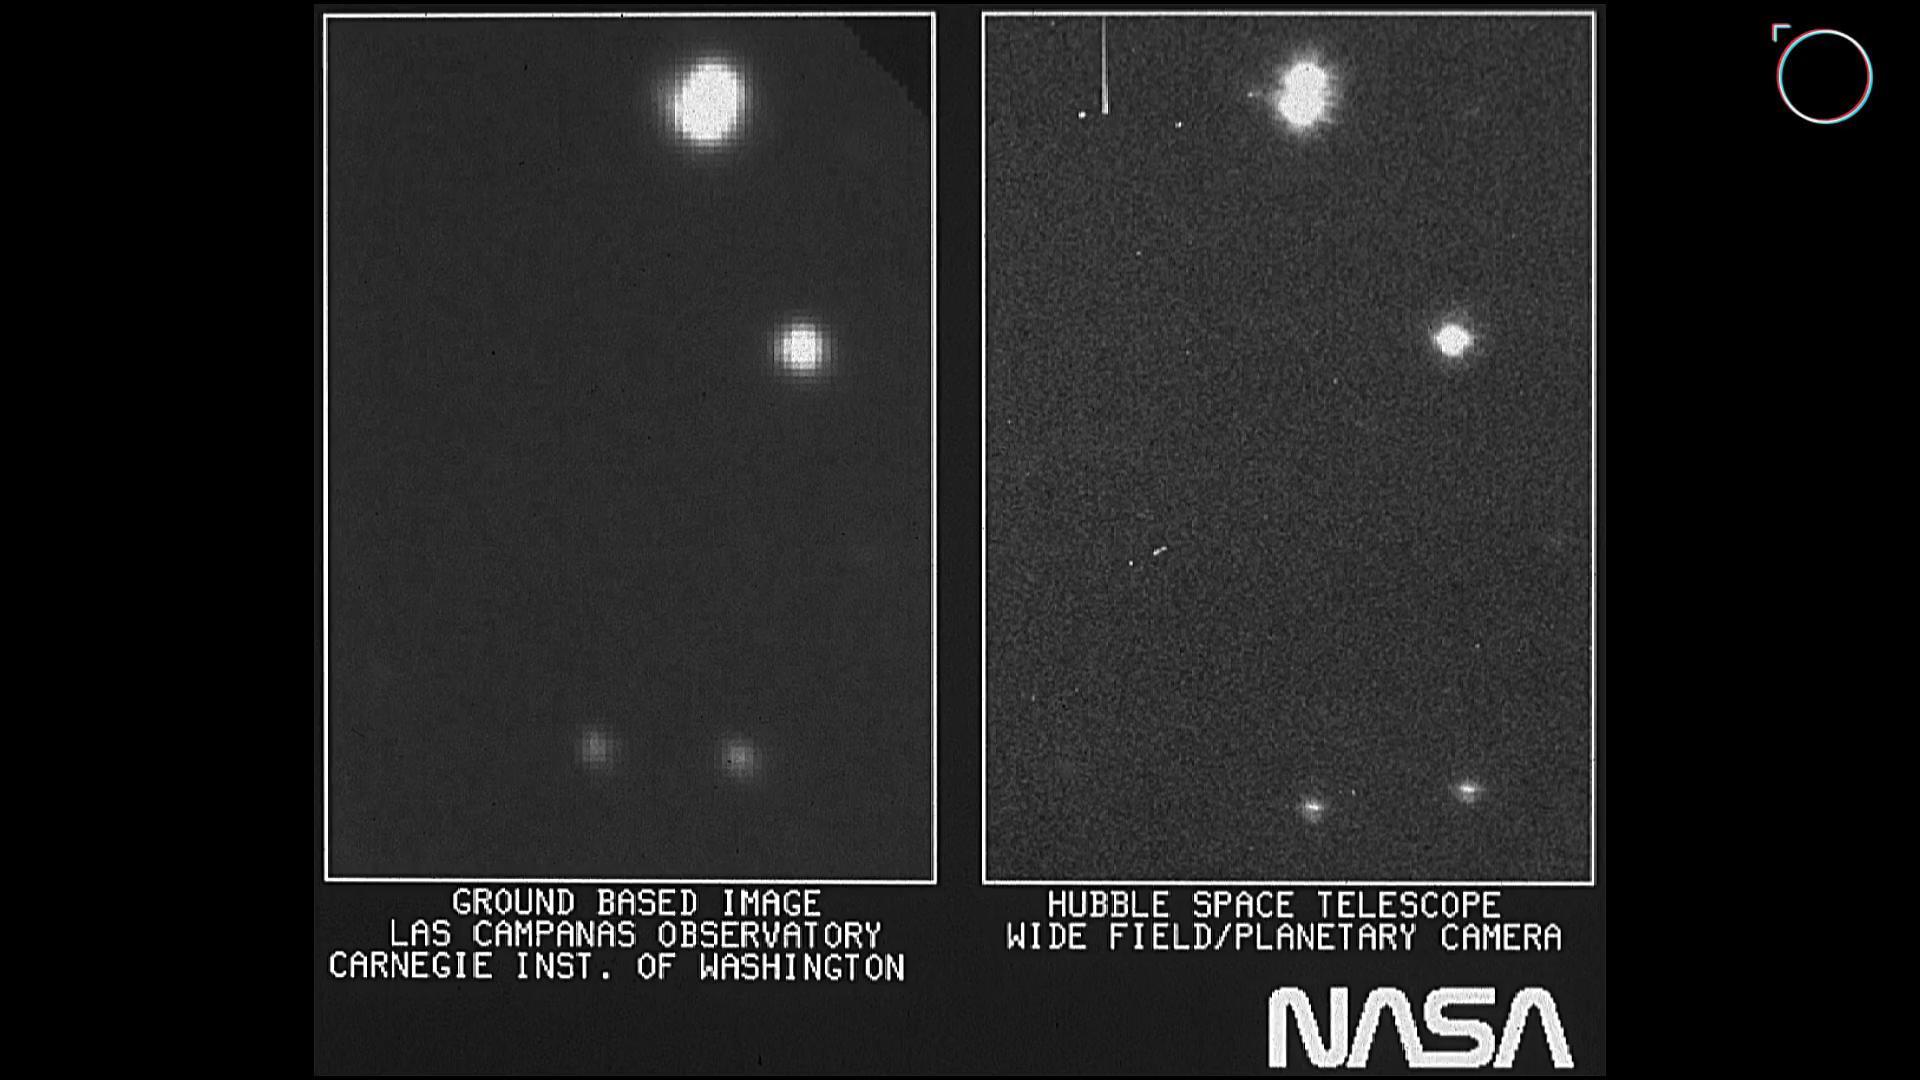 GROUND BASED IMAGE
LAS CAMPANAS OBSERVATORY
CARNEGIE INST. OF WASHINGTON
HUBBLE SPACE TELESCOPE
WIDE FIELD/PLANETARY CAMERA
NASA